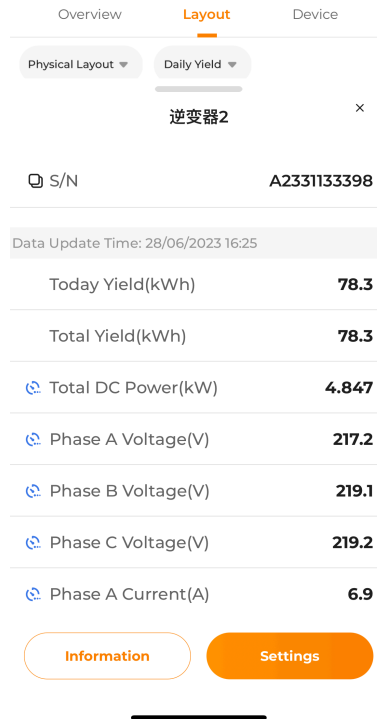 Overview Layout Device
Physical Layout Daily Yield
逆变器2
S/N A2331133398
Data Update Time: 28/06/2023 16:25
Today Yield(kWh) 78.3
Total Yield(kWh) 78.3
Total DC Power(kW) 4.847
Phase A Voltage(V) 217.2
Phase B Voltage(V) 219.1
Phase C Voltage(V) 219.2
Phase A Current(A) 6.9
Information Settings